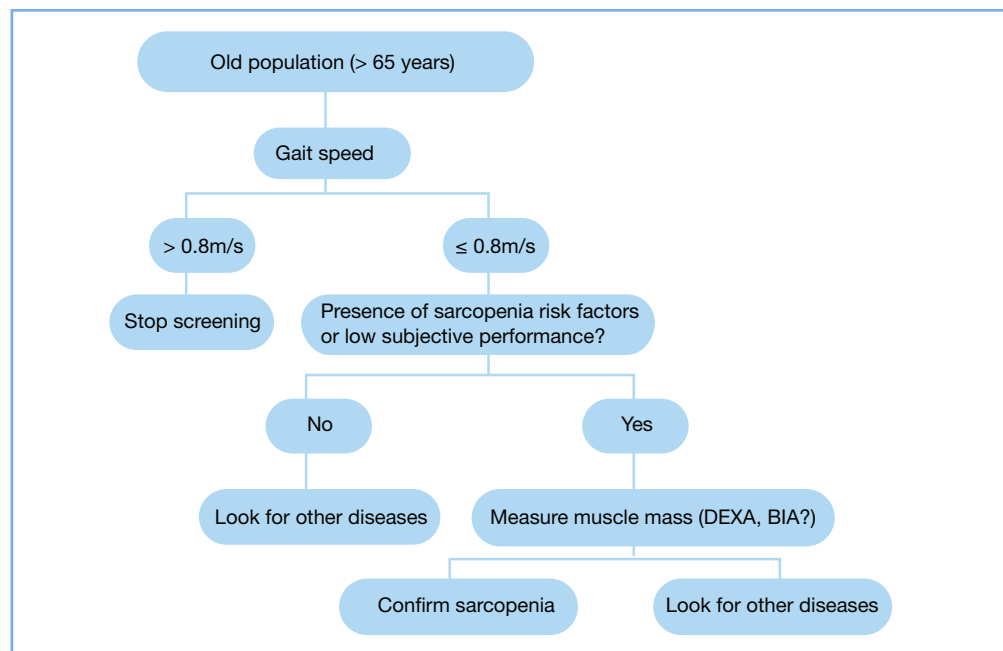 Old population (> 65 years)
Gait speed
> 0.8m/s
≤ 0.8m/s
Stop screening
Presence of sarcopenia risk factors
or low subjective performance?
No
Yes
Look for other diseases
Measure muscle mass (DEXA, BIA?)
Confirm sarcopenia
Look for other diseases